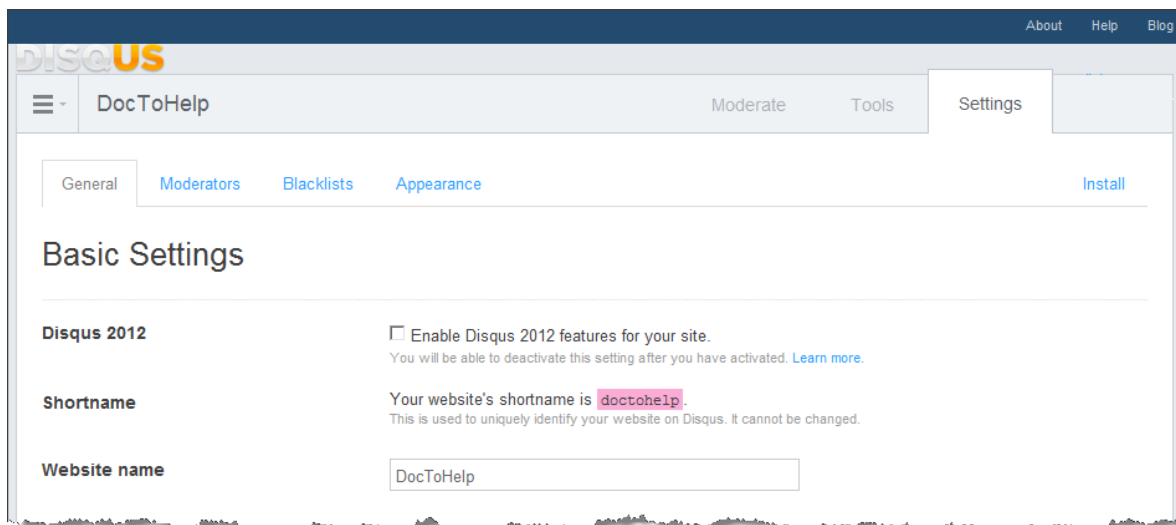 About Help Blog
DISQUS
DocToHelp Moderate Tools Settings
General Moderators Blacklists Appearance Install
Basic Settings
Disqus 2012 Enable Disqus 2012 features for your site.
You will be able to deactivate this setting after you have activated. Learn more.
Shortname Your website's shortname is doctohelp.
This is used to uniquely identify your website on Disqus. It cannot be changed.
Website name DocToHelp